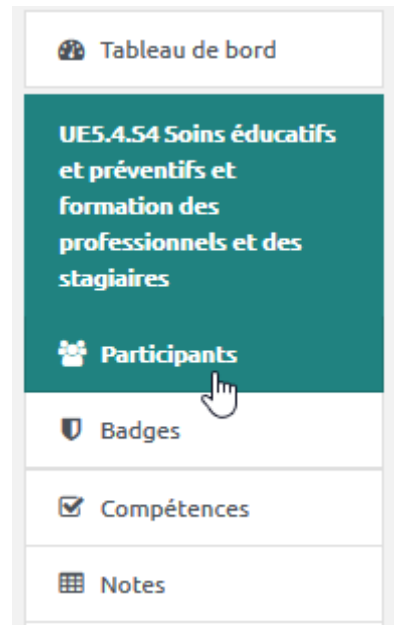 Tableau de bord
UE5.4.S4 Soins éducatifs
et préventifs et
formation des
professionnels et des
stagiaires
Participants
Badges
Compétences
Notes